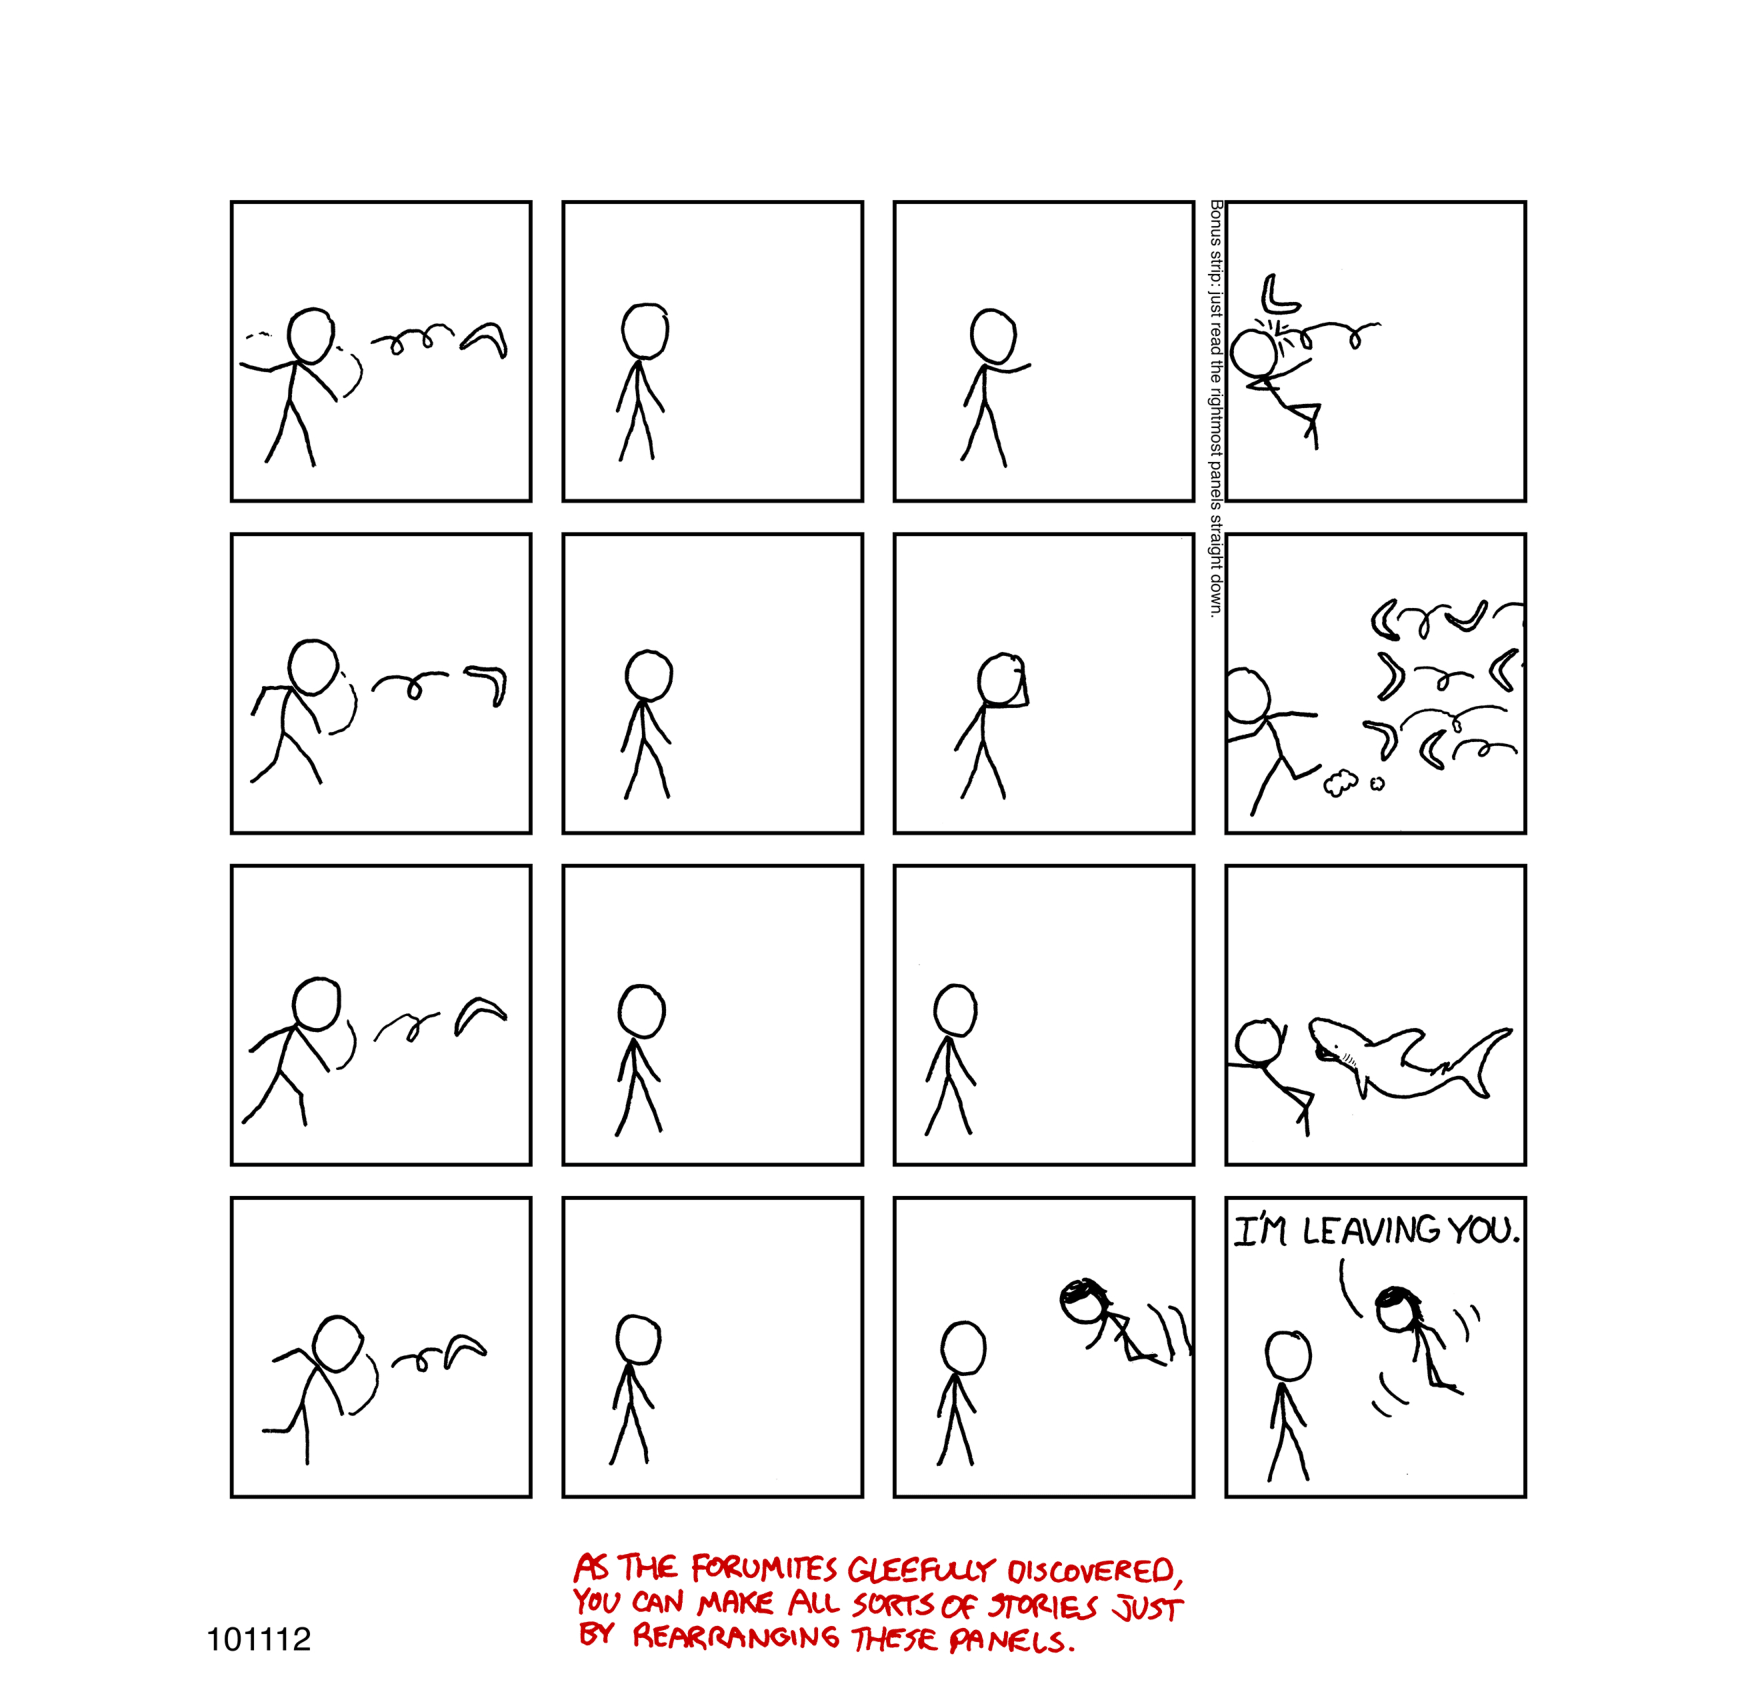 Bonus strip: just read the rightmost panels straight down.
I'M LEAVING YOU.
AS THE FORUMITES GLEEFULLY DISCOVERED,
YOU CAN MAKE ALL SORTS OF STORIES JUST
BY REARRANGING THESE PANELS.
101112